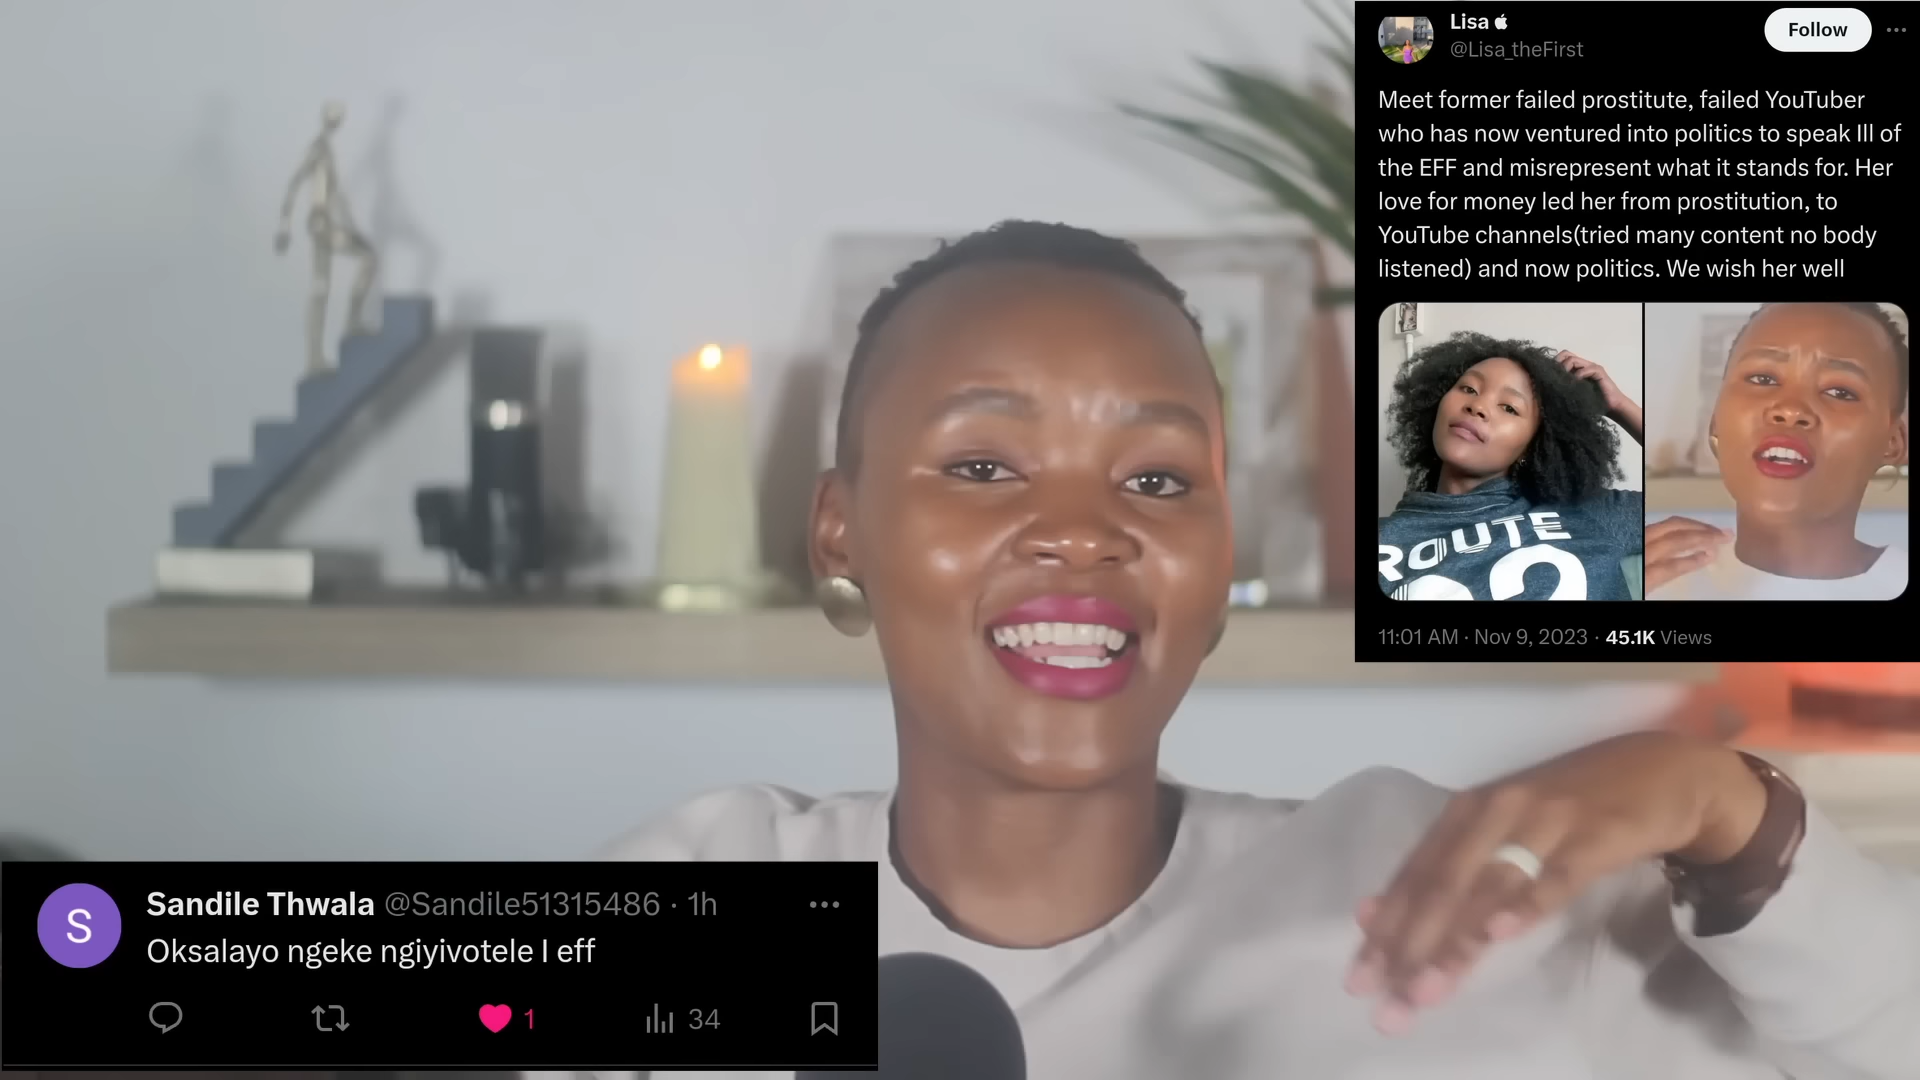 Lisa
@Lisa_theFirst
Follow
Meet former failed prostitute, failed YouTuber
who has now ventured into politics to speak Ill of
the EFF and misrepresent what it stands for. Her
love for money led her from prostitution, to
YouTube channels(tried many content no body
listened) and now politics. We wish her well
ROUTE
92
11:01 AM · Nov 9, 2023 · 45.1K Views
Sandile Thwala @Sandile51315486 · 1h
S
Oksalayo ngeke ngiyivotele I eff
1
34